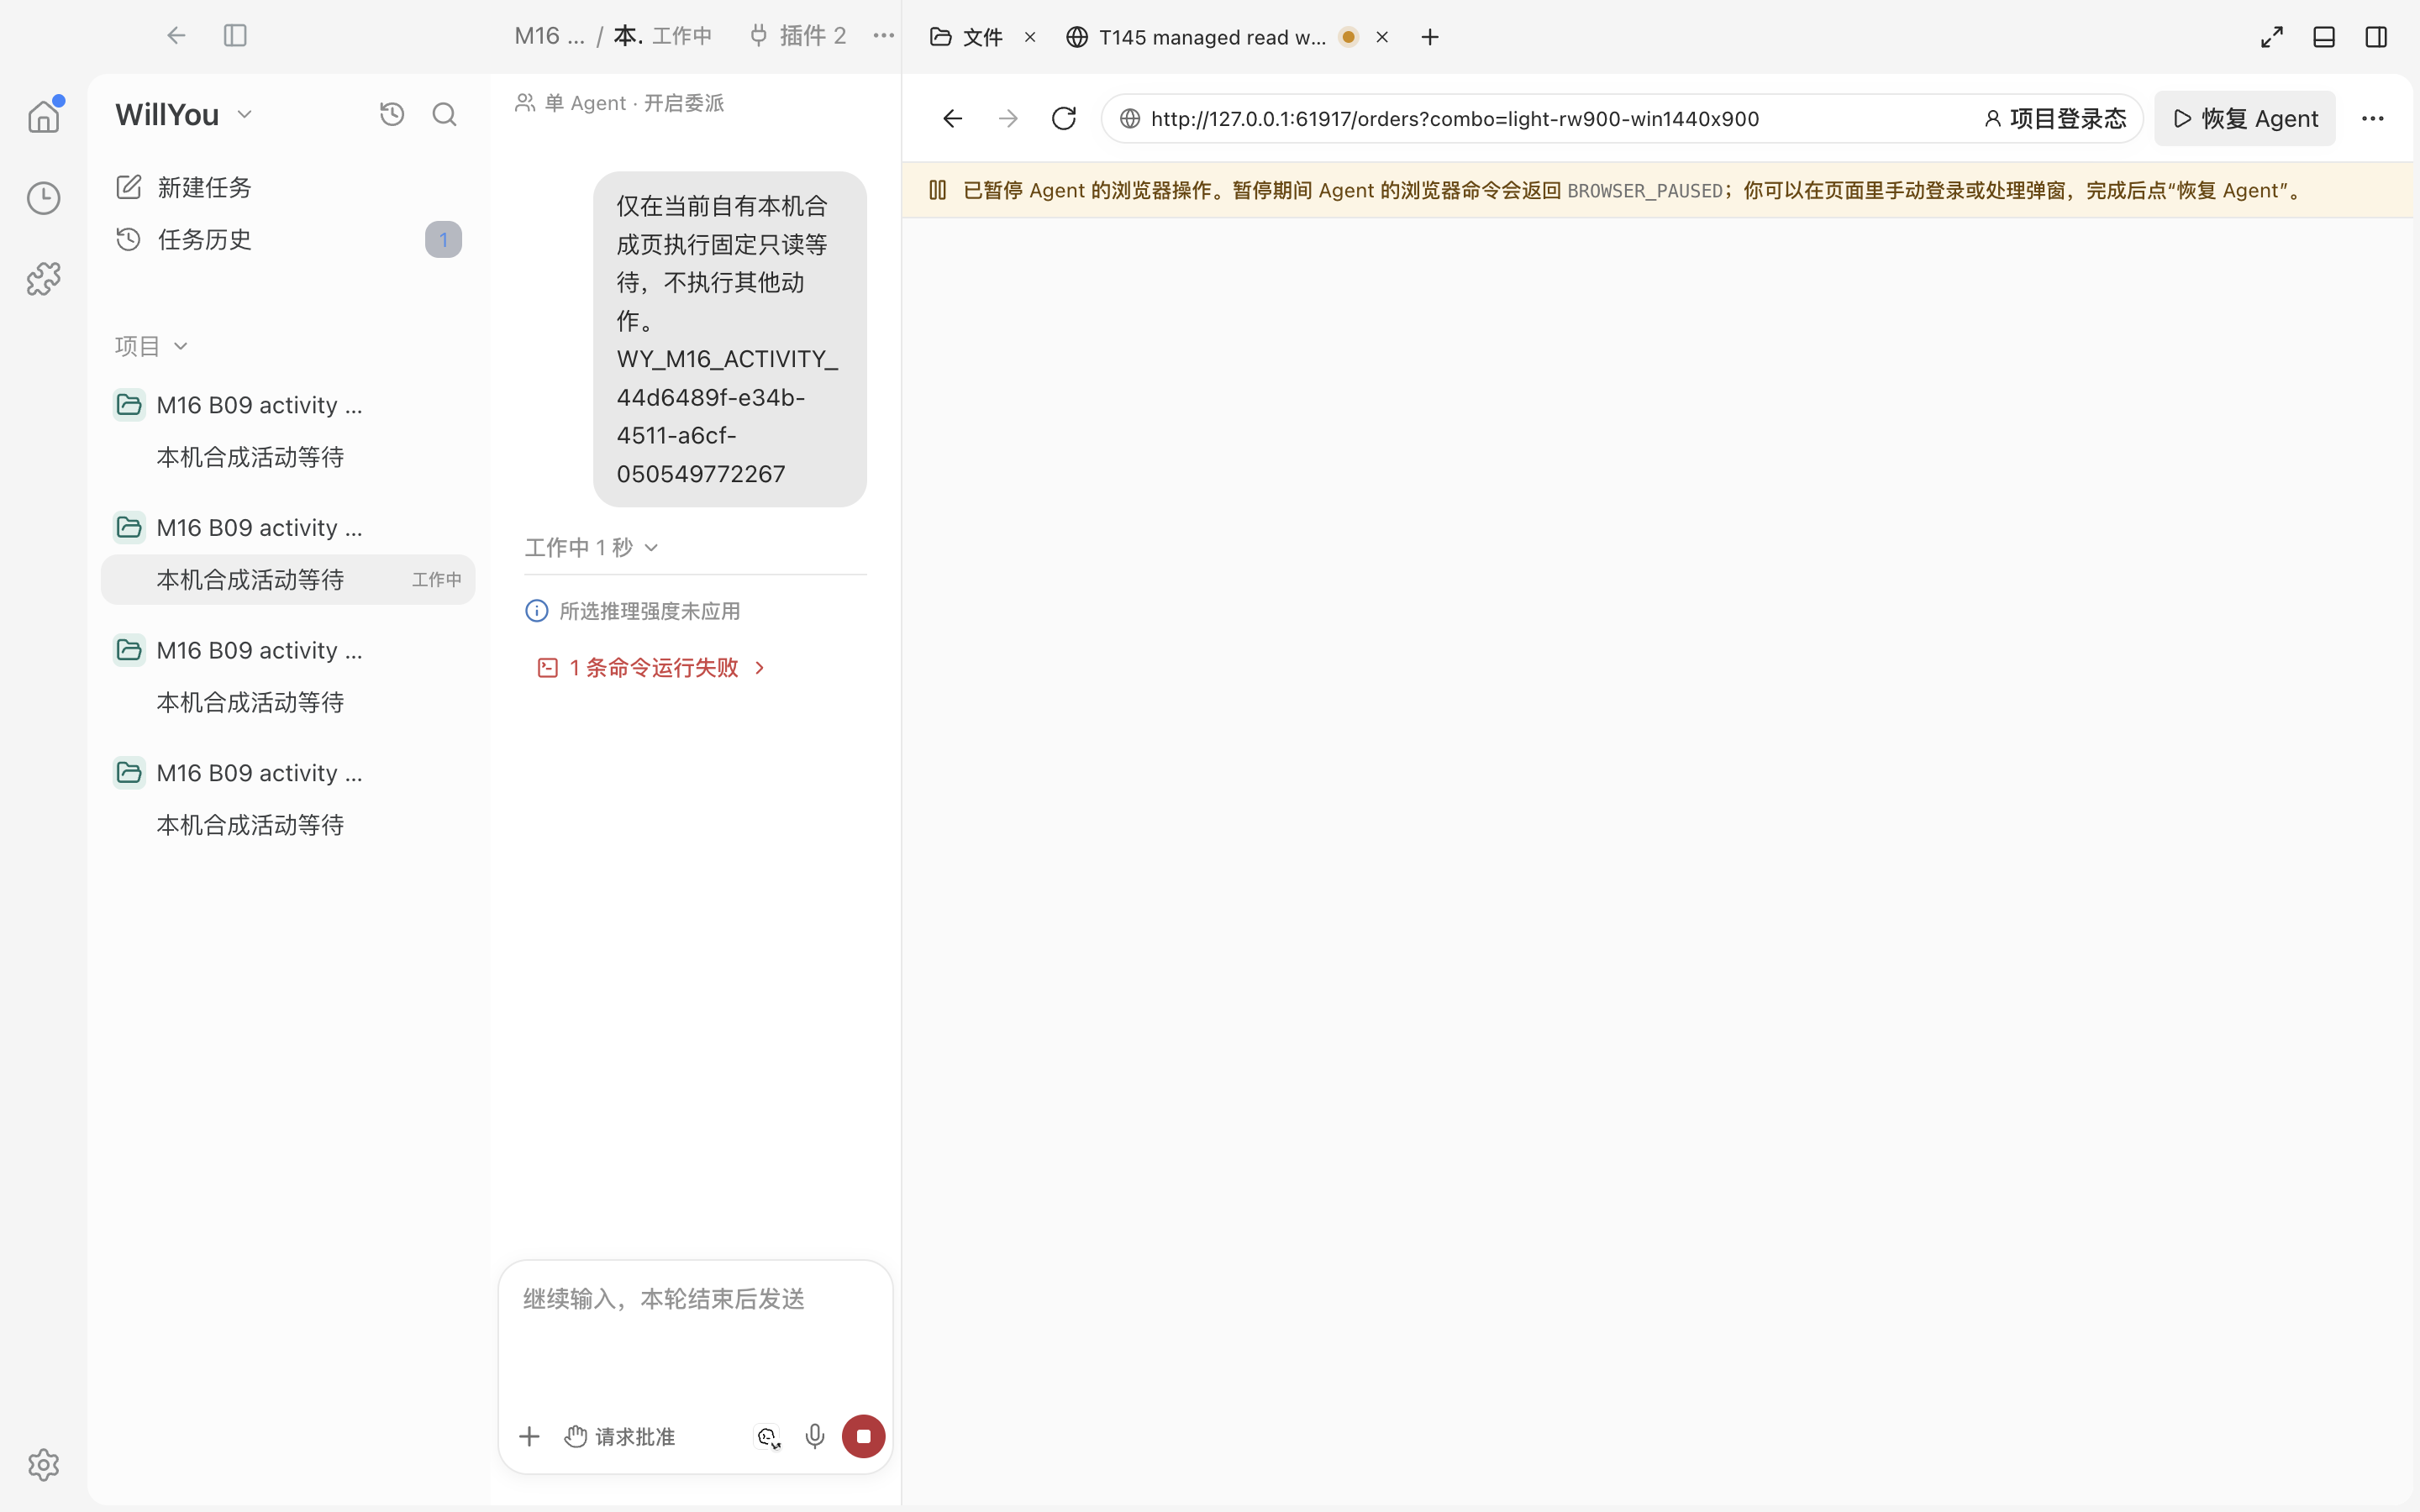 M16 ... / 本. 工作中 插件 2
文件
T145 managed read w...
WillYou
新建任务
任务历史 1
项目
M16 B09 activity ...
本机合成活动等待
M16 B09 activity ...
本机合成活动等待 工作中
M16 B09 activity ...
本机合成活动等待
M16 B09 activity ...
本机合成活动等待
单 Agent · 开启委派
仅在当前自有本机合
成页执行固定只读等
待，不执行其他动
作。
WY_M16_ACTIVITY_
44d6489f-e34b-
4511-a6cf-
050549772267
工作中 1 秒
所选推理强度未应用
1 条命令运行失败
继续输入，本轮结束后发送
请求批准
http://127.0.0.1:61917/orders?combo=light-rw900-win1440x900
项目登录态
恢复 Agent
已暂停 Agent 的浏览器操作。暂停期间 Agent 的浏览器命令会返回 BROWSER_PAUSED；你可以在页面里手动登录或处理弹窗，完成后点“恢复 Agent”。